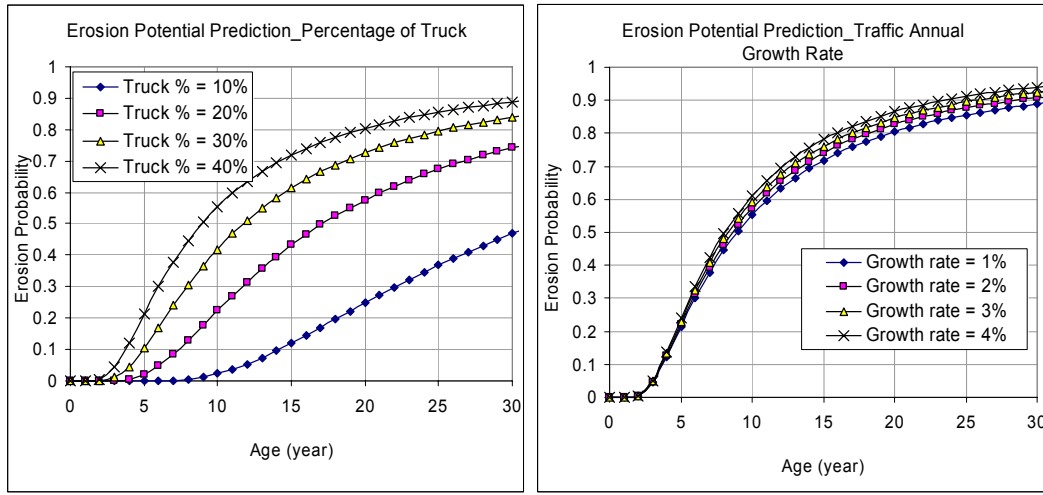 Erosion Potential Prediction_Percentage of Truck
1
0.9
0.8
0.7
0.6
0.5
0.4
0.3
0.2
0.1
0
Erosion Probability
Truck % = 10%
Truck % = 20%
Truck % = 30%
Truck % = 40%
0 5 10 15 20 25 30
Age (year)
Erosion Potential Prediction_Traffic Annual
Growth Rate
1
0.9
0.8
0.7
0.6
0.5
0.4
0.3
0.2
0.1
0
Erosion Probability
Growth rate = 1%
Growth rate = 2%
Growth rate = 3%
Growth rate = 4%
0 5 10 15 20 25 30
Age (year)